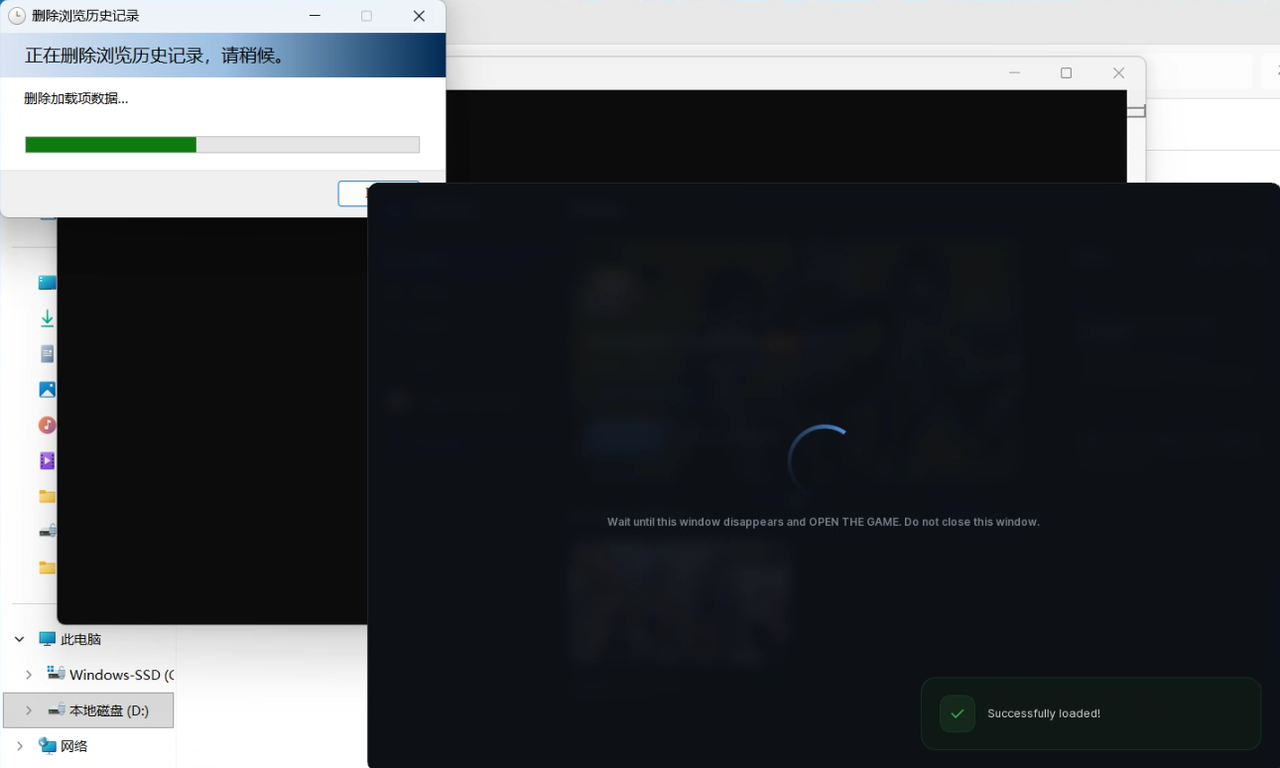 删除浏览历史记录
正在删除浏览历史记录，请稍候。
删除加载项数据...
Wait until this window disappears and OPEN THE GAME. Do not close this window.
此电脑
Windows-SSD (C
本地磁盘 (D:)
网络
Successfully loaded!